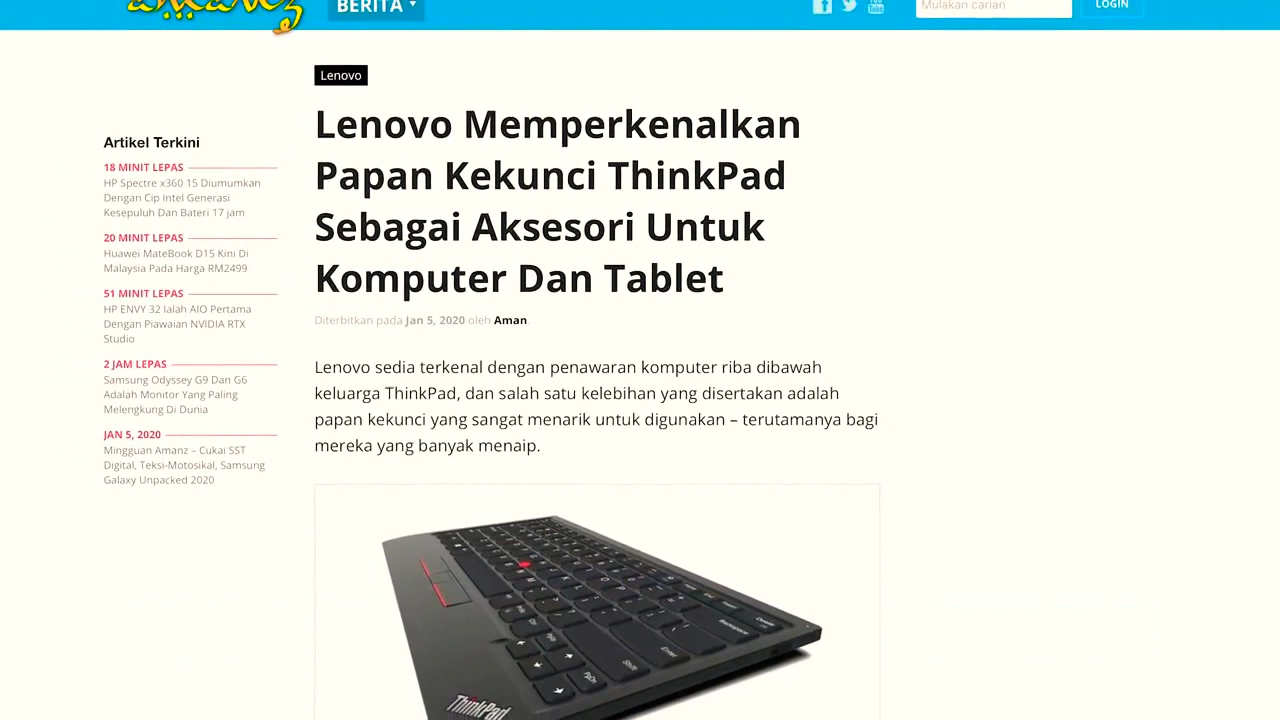 BERITA
Mulakan carian
LOGIN
Lenovo
Lenovo Memperkenalkan
Papan Kekunci ThinkPad
Sebagai Aksesori Untuk
Komputer Dan Tablet
Diterbitkan pada Jan 5, 2020 oleh Aman.
Lenovo sedia terkenal dengan penawaran komputer riba dibawah
keluarga ThinkPad, dan salah satu kelebihan yang disertakan adalah
papan kekunci yang sangat menarik untuk digunakan – terutamanya bagi
mereka yang banyak menaip.
Artikel Terkini
18 MINIT LEPAS
HP Spectre x360 15 Diumumkan
Dengan Cip Intel Generasi
Kesepuluh Dan Bateri 17 jam
20 MINIT LEPAS
Huawei MateBook D15 Kini Di
Malaysia Pada Harga RM2499
51 MINIT LEPAS
HP ENVY 32 Ialah AIO Pertama
Dengan Piawaian NVIDIA RTX
Studio
2 JAM LEPAS
Samsung Odyssey G9 Dan G6
Adalah Monitor Yang Paling
Melengkung Di Dunia
JAN 5, 2020
Mingguan Amanz – Cukai SST
Digital, Teksi-Motosikal, Samsung
Galaxy Unpacked 2020
Backspace
Enter
Shift
PgUp
PgDn
ThinkPad